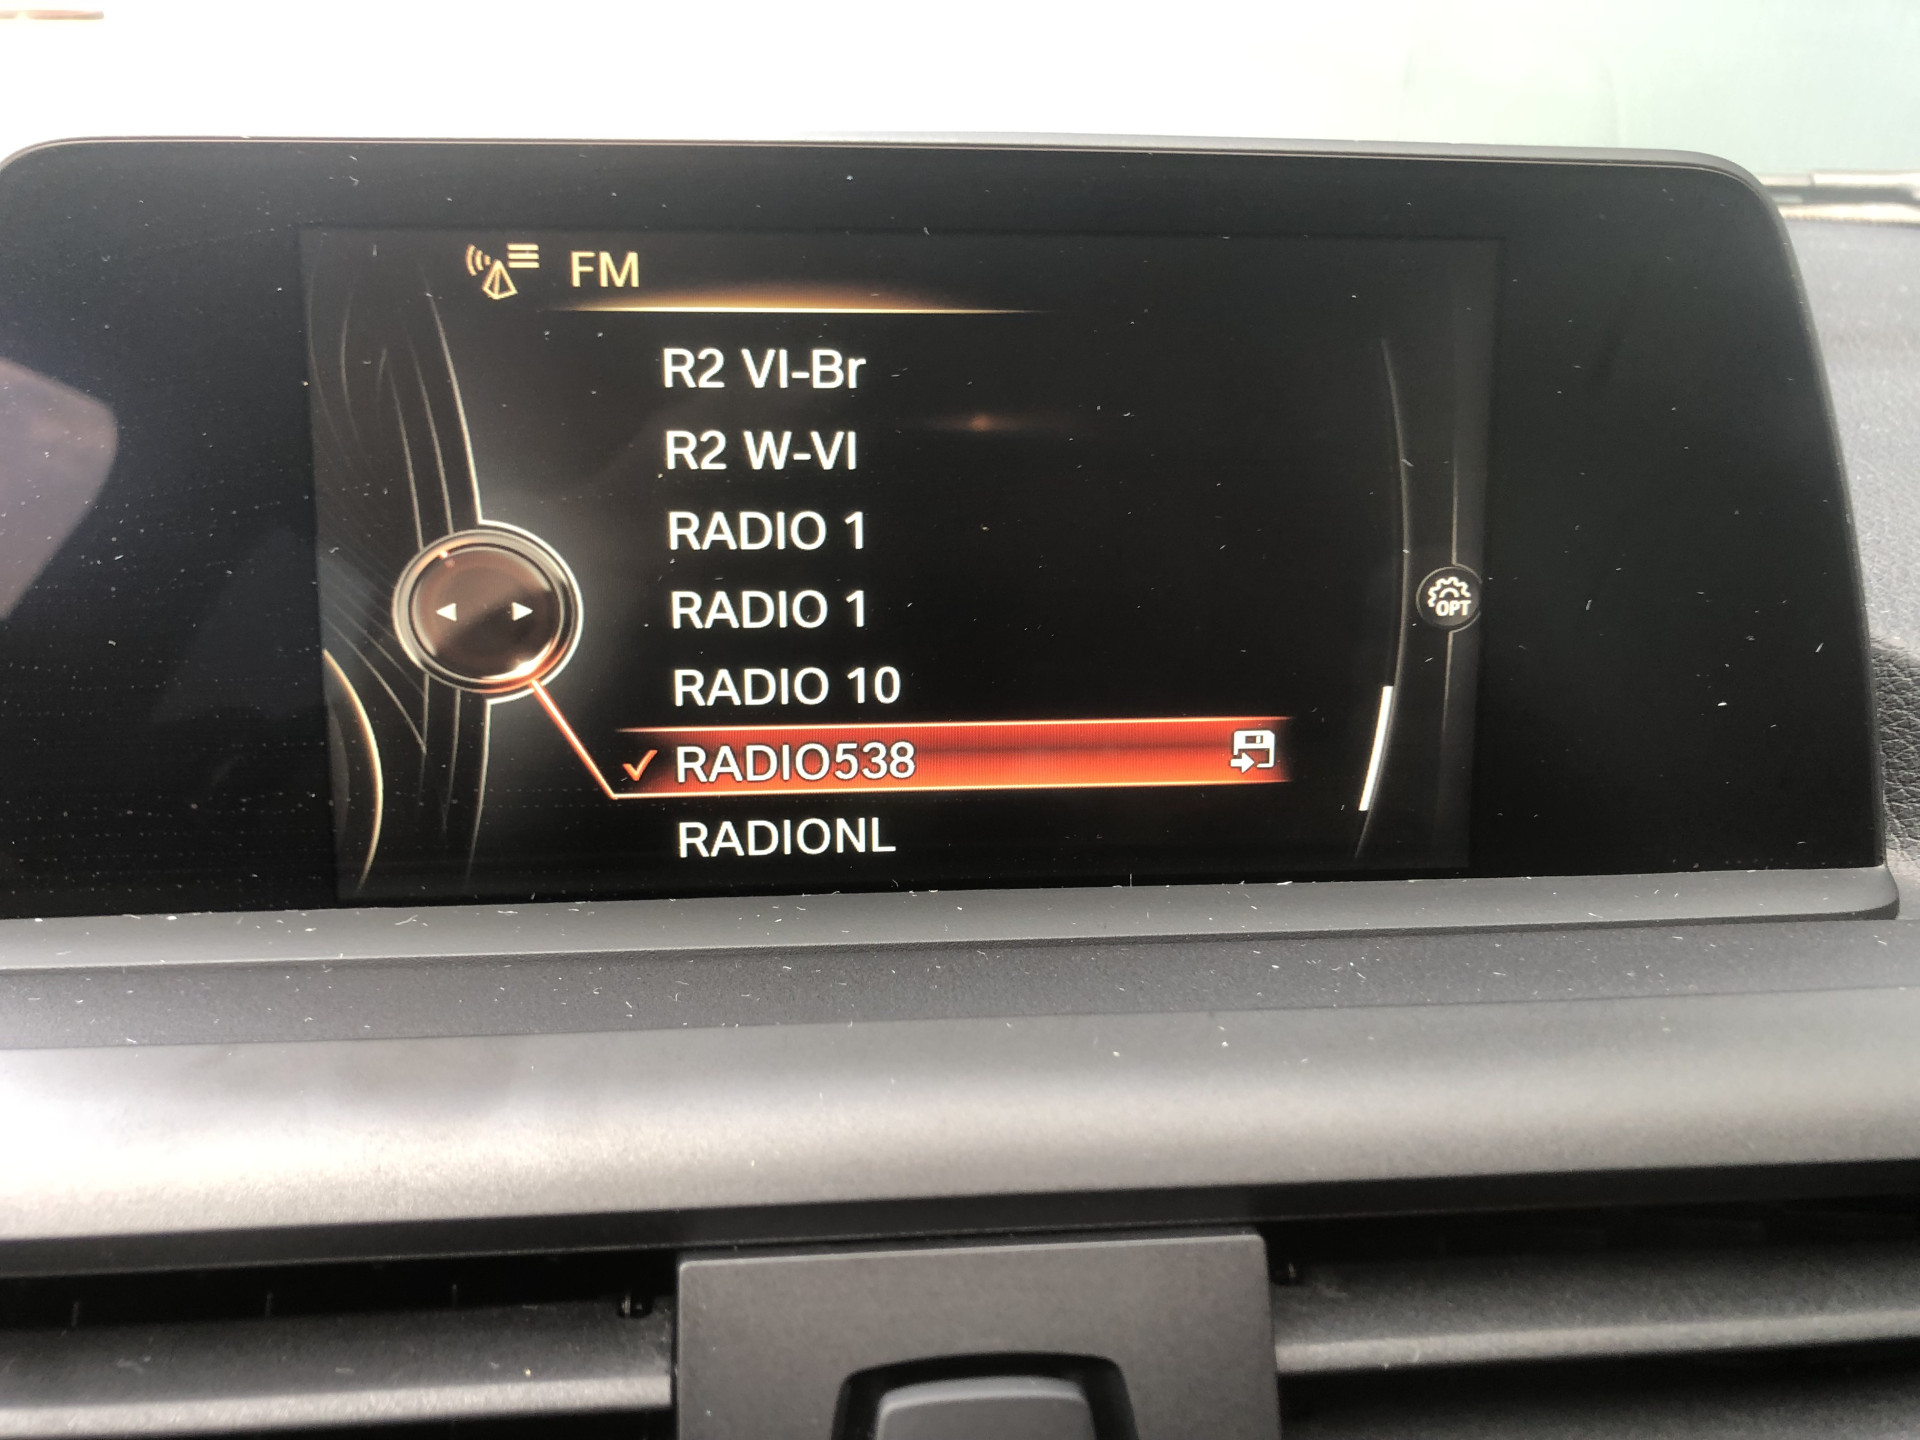 FM
R2 Vl-Br
R2 W-Vl
RADIO 1
RADIO 1
RADIO 10
RADIO538
OPT
RADIONL